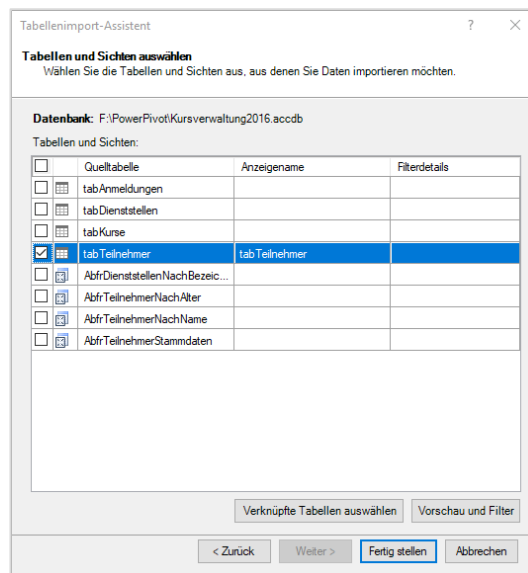 Tabellenimport-Assistent ? ×
Tabellen und Sichten auswählen
Wählen Sie die Tabellen und Sichten aus, aus denen Sie Daten importieren möchten.
Datenbank: F:\PowerPivot\Kursverwaltung2016.accdb
Tabellen und Sichten:
Quelltabelle Anzeigename Filterdetails
tabAnmeldungen
tabDienststellen
tabKurse
tabTeilnehmer tabTeilnehmer
AbfrDienststellenNachBezeic...
AbfrTeilnehmerNachAlter
AbfrTeilnehmerNachName
AbfrTeilnehmerStammdaten
Verknüpfte Tabellen auswählen Vorschau und Filter
< Zurück Weiter > Fertig stellen Abbrechen